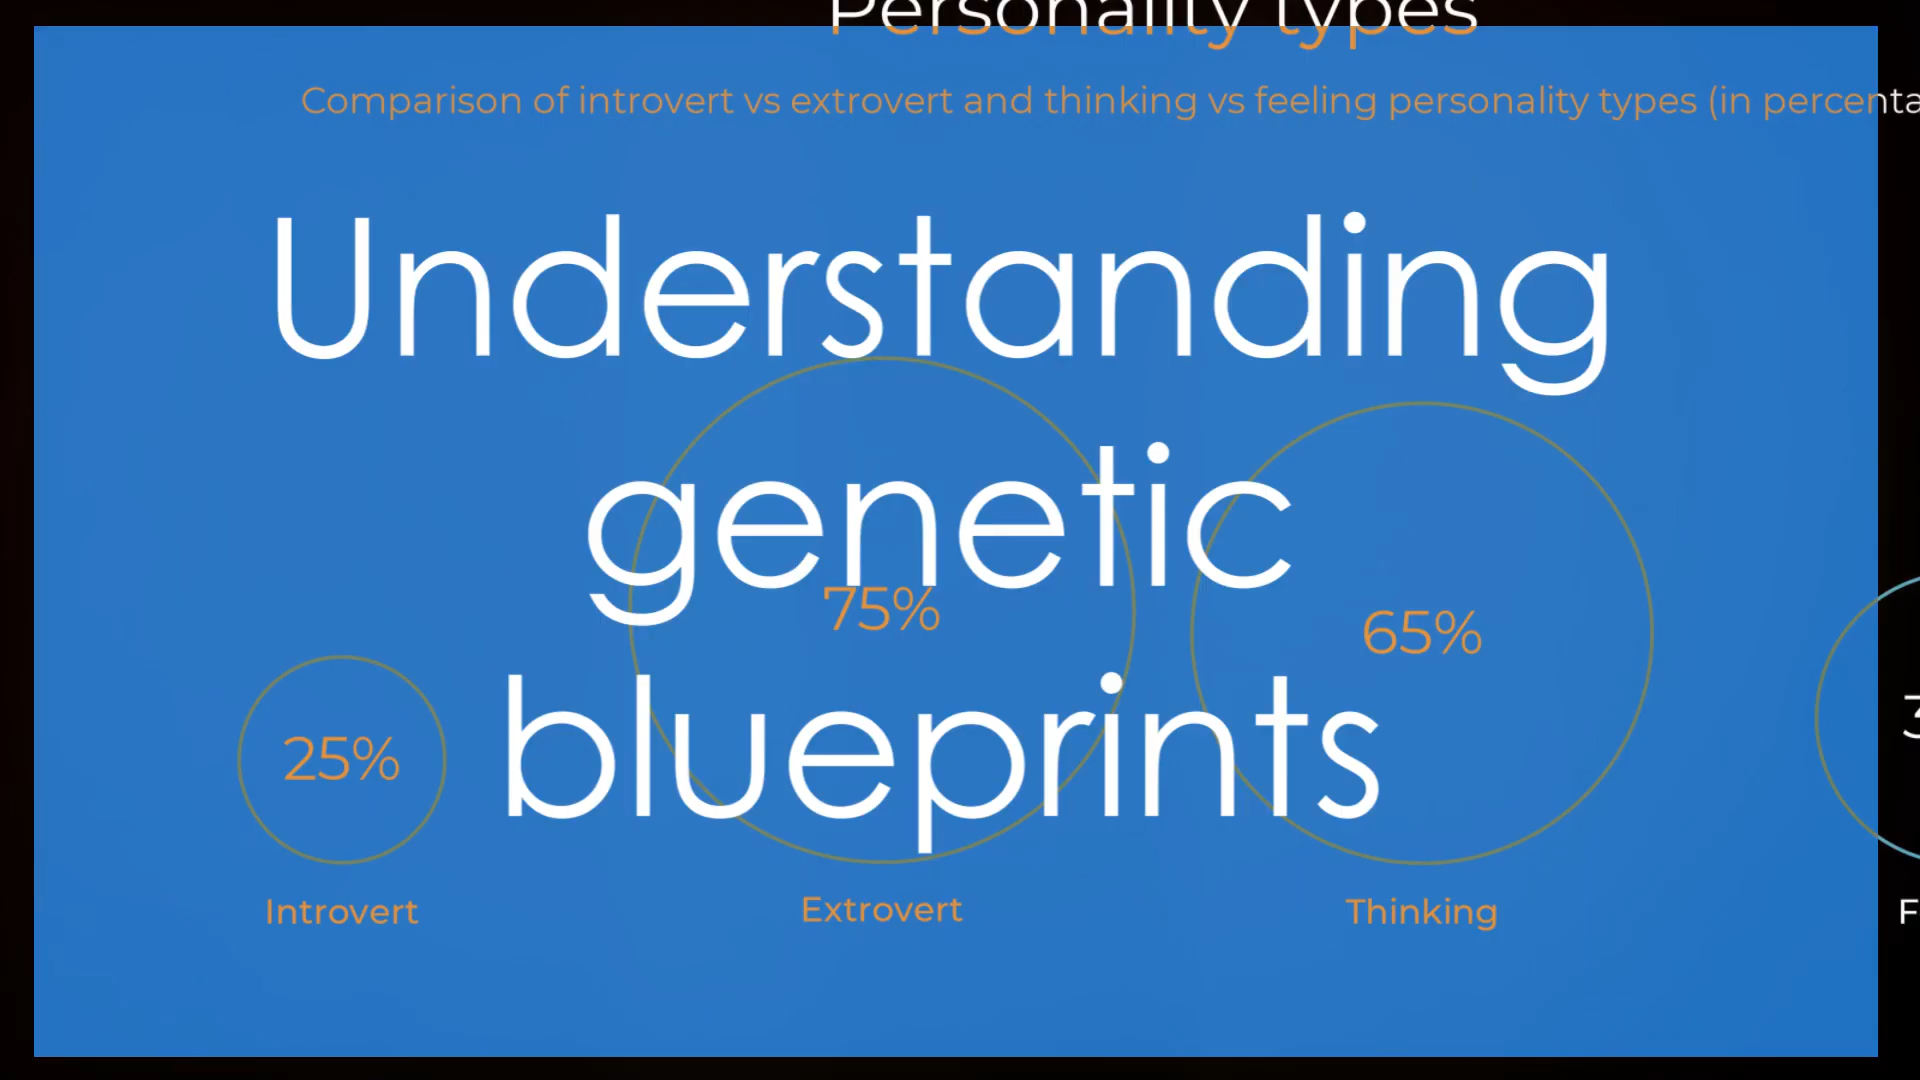 Personality types
Comparison of introvert vs extrovert and thinking vs feeling personality types (in
Understanding
genetic
blueprints
75%
65%
25%
Introvert
Extrovert
Thinking